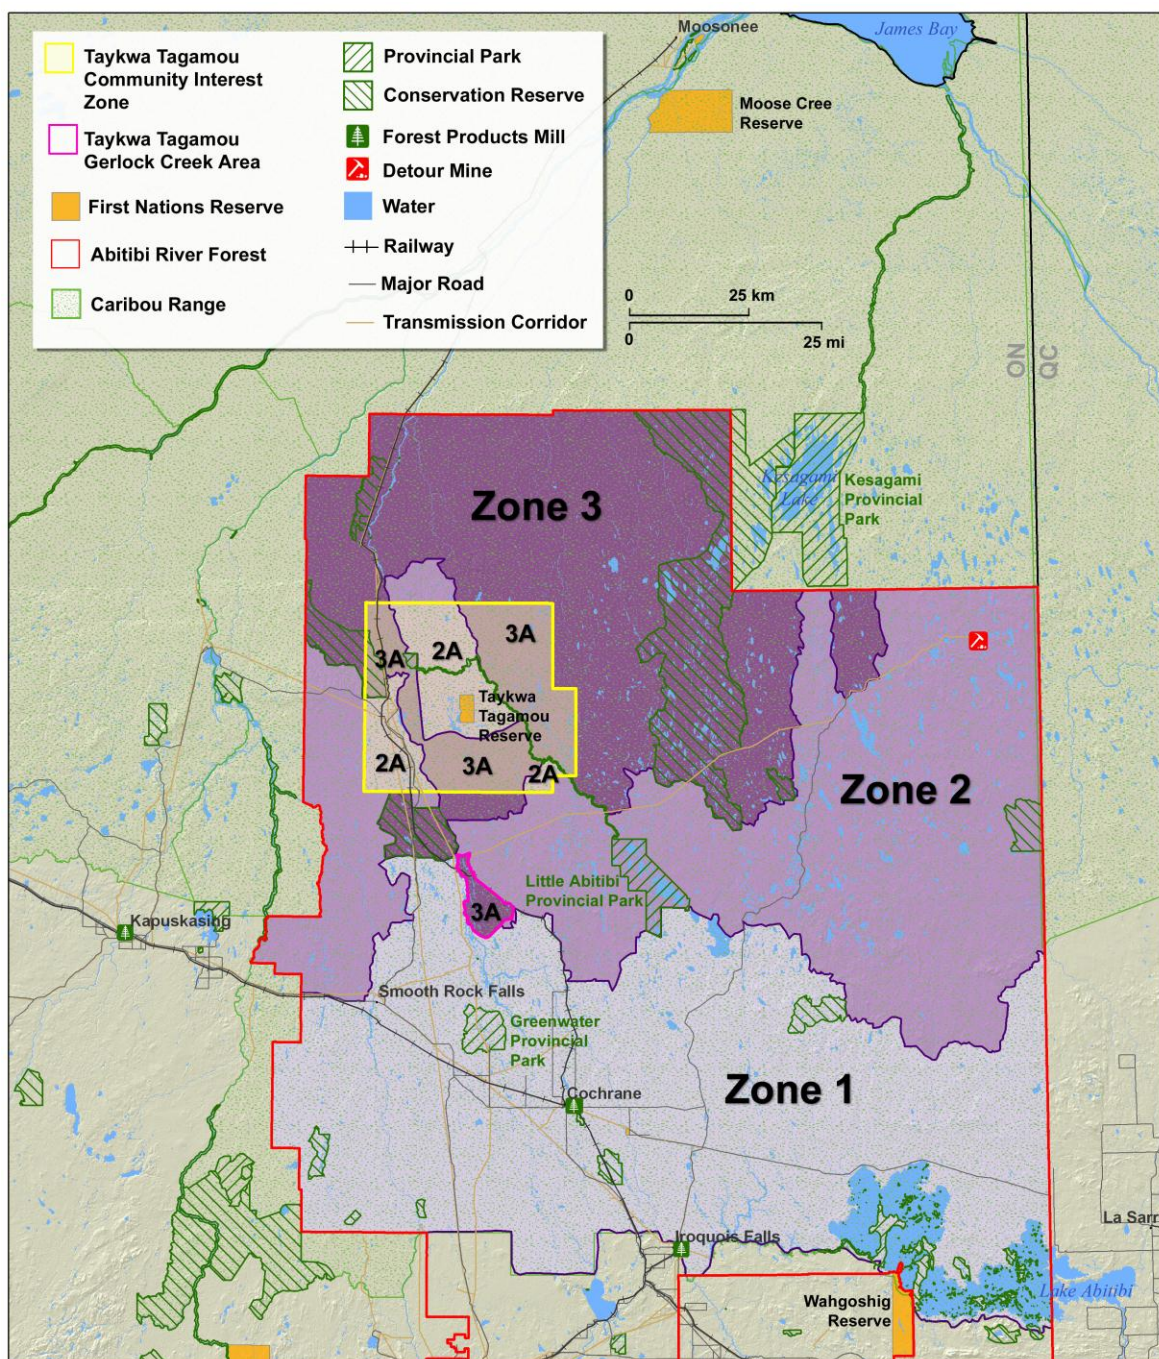 Moosonee
James Bay
Taykwa Tagamou
Community Interest
Zone
Taykwa Tagamou
Gerlock Creek Area
First Nations Reserve
Abitibi River Forest
Caribou Range
Provincial Park
Conservation Reserve
Forest Products Mill
Detour Mine
Water
Railway
Major Road
Transmission Corridor
Moose Cree
Reserve
0 25 km
0 25 mi
ON
QC
Zone 3
Kesagami
Lake
Kesagami
Provincial
Park
3A
3A
2A
Taykwa
Tagamou
Reserve
2A
3A
2A
Zone 2
Little Abitibi
Provincial Park
3A
Kapuskasing
Smooth Rock Falls
Greenwater
Provincial
Park
Cochrane
Zone 1
La Sarr
Iroquois Falls
Lake Abitibi
Wahgoshig
Reserve